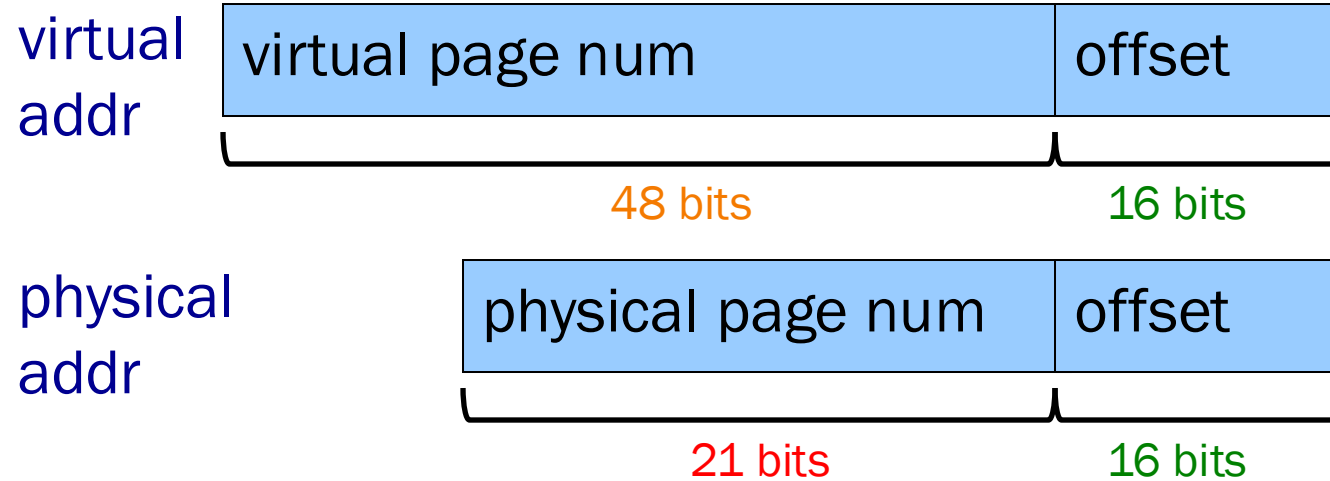 virtual
addr
virtual page num
offset
48 bits
16 bits
physical
addr
physical page num
offset
21 bits
16 bits